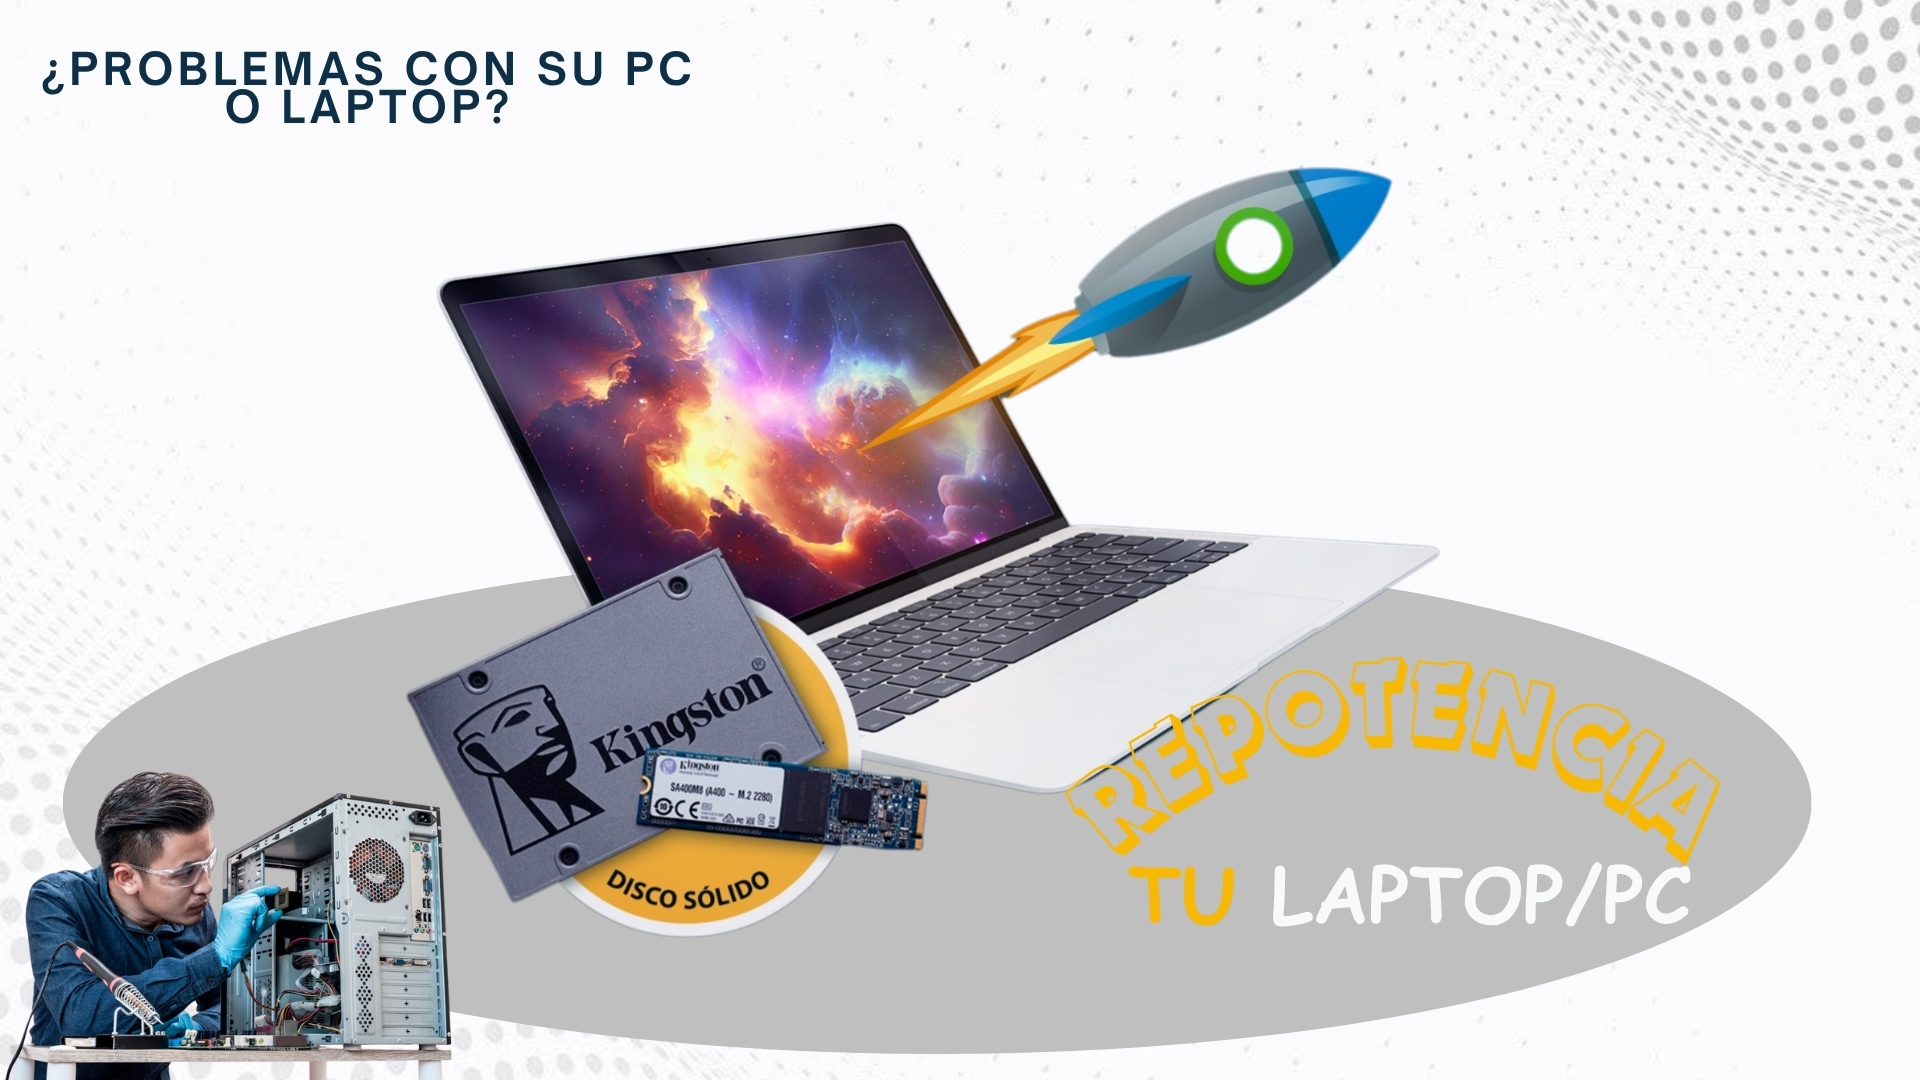 ¿PROBLEMAS CON SU PC
O LAPTOP?
Kingston®
Kingston
SA400M8 (A400 – M.2 2280)
DISCO SÓLIDO
REPOTENCIA
TU LAPTOP/PC